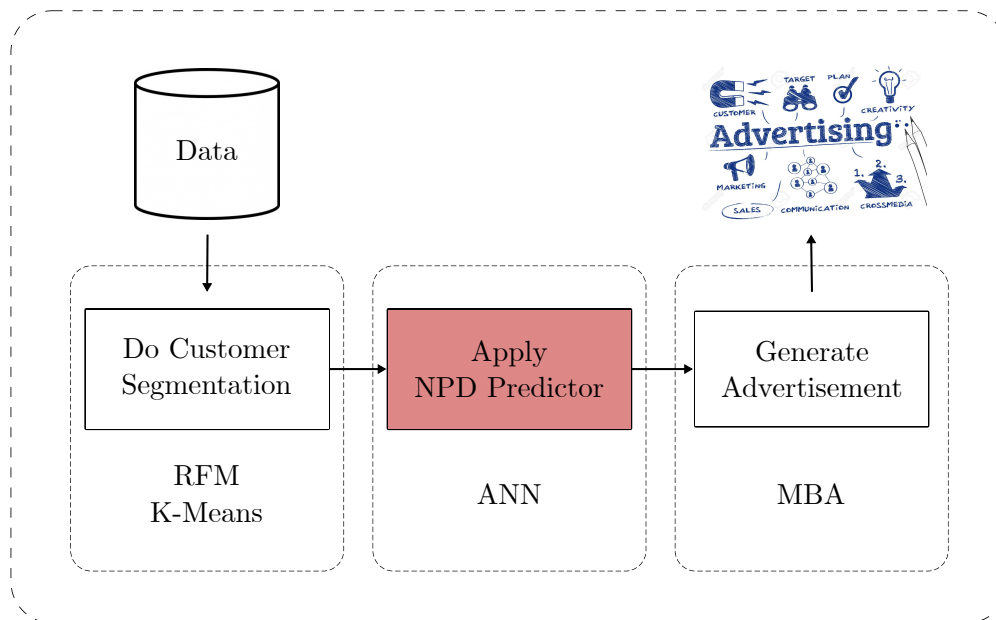 Data
CUSTOMER
TARGET
PLAN
CREATIVITY
Advertising
MARKETING
SALES
COMMUNICATION
1. 2. 3.
CROSSMEDIA
Do Customer
Segmentation
Apply
NPD Predictor
Generate
Advertisement
RFM
K-Means
ANN
MBA